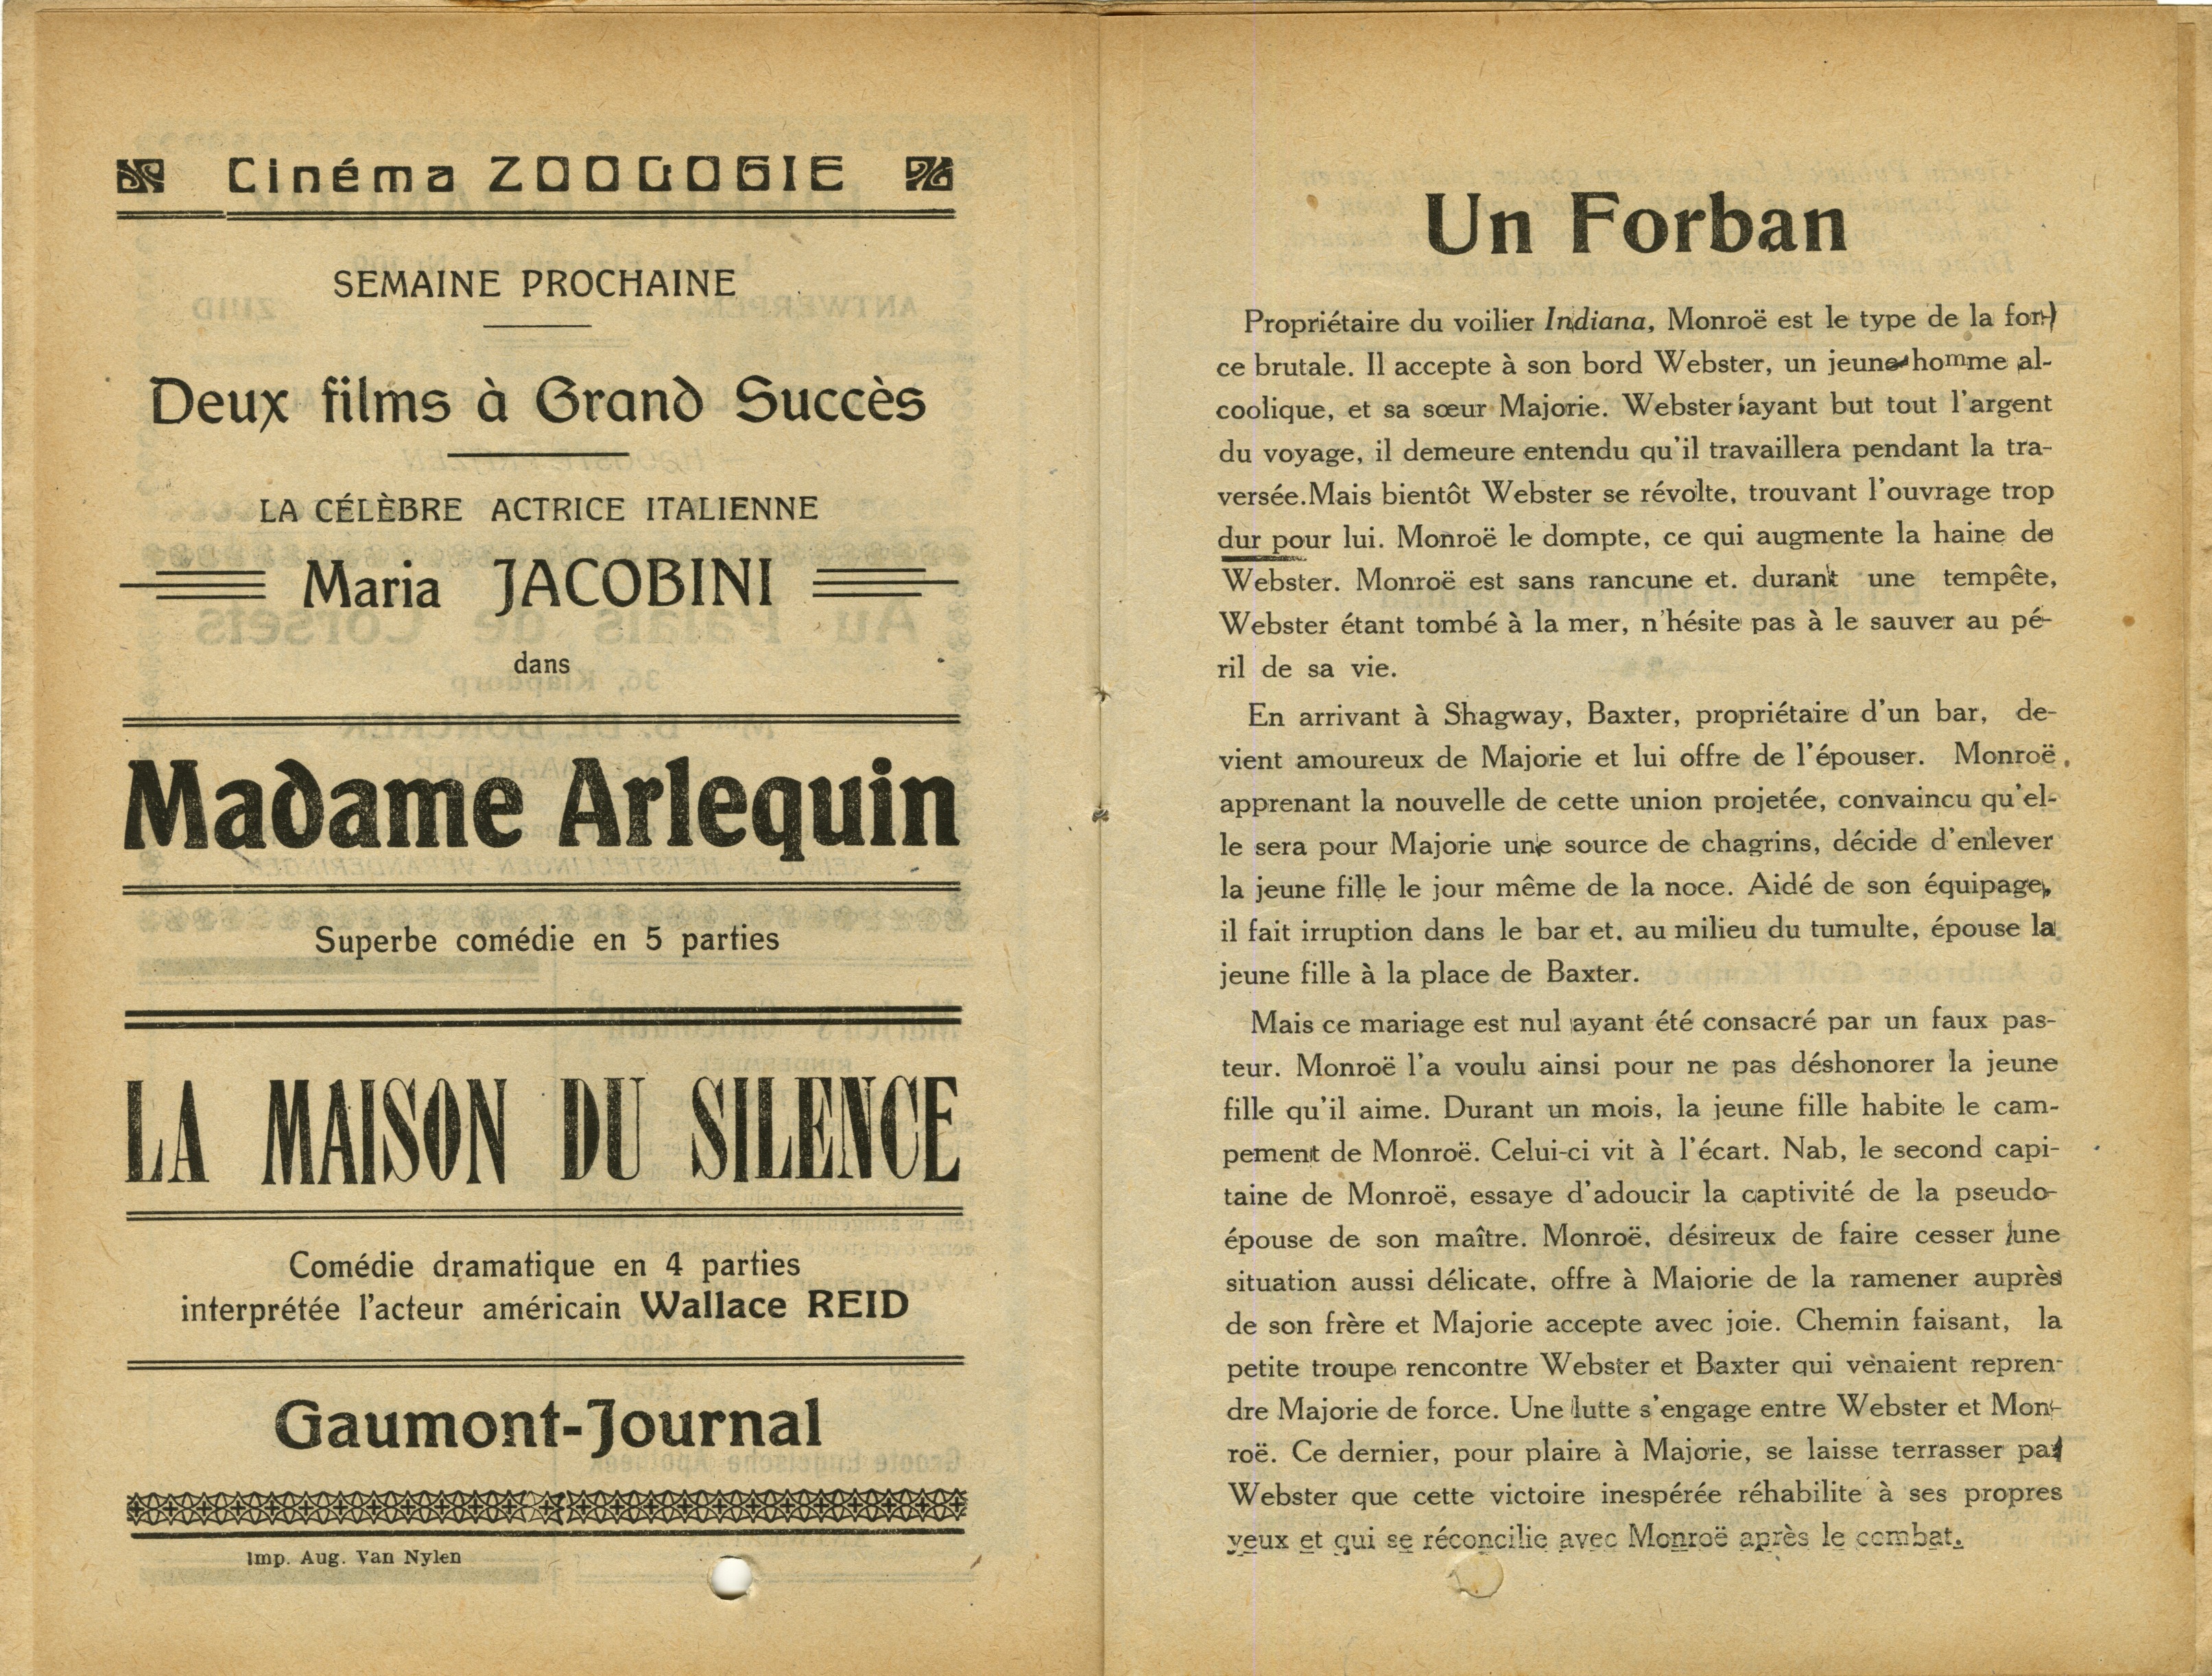 Cinéma ZOOLOGIE
SEMAINE PROCHAINE
Deux films à Grand Succès
LA CÉLÈBRE ACTRICE ITALIENNE
Maria JACOBINI
dans
Madame Arlequin
Superbe comédie en 5 parties
LA MAISON DU SILENCE
Comédie dramatique en 4 parties
interprétée l'acteur américain Wallace REID
Gaumont-Journal
Imp. Aug. Van Nylen
Un Forban
Propriétaire du voilier Indiana, Monroë est le type de la for-
ce brutale. Il accepte à son bord Webster, un jeune homme al-
coolique, et sa sœur Majorie. Webster ayant but tout l'argent
du voyage, il demeure entendu qu'il travaillera pendant la tra-
versée.Mais bientôt Webster se révolte, trouvant l'ouvrage trop
dur pour lui. Monroë le dompte, ce qui augmente la haine de
Webster. Monroë est sans rancune et. durant une tempête,
Webster étant tombé à la mer, n'hésite pas à le sauver au pé-
ril de sa vie.
En arrivant à Shagway, Baxter, propriétaire d'un bar, de-
vient amoureux de Majorie et lui offre de l'épouser. Monroë,
apprenant la nouvelle de cette union projetée, convaincu qu'el-
le sera pour Majorie une source de chagrins, décide d'enlever
la jeune fille le jour même de la noce. Aidé de son équipage,
il fait irruption dans le bar et. au milieu du tumulte, épouse la
jeune fille à la place de Baxter.
Mais ce mariage est nul ayant été consacré par un faux pas-
teur. Monroë l'a voulu ainsi pour ne pas déshonorer la jeune
fille qu'il aime. Durant un mois, la jeune fille habite le cam-
pement de Monroë. Celui-ci vit à l'écart. Nab, le second capi-
taine de Monroë, essaye d'adoucir la captivité de la pseudo-
épouse de son maître. Monroë, désireux de faire cesser une
situation aussi délicate, offre à Maiorie de la ramener auprès
de son frère et Majorie accepte avec joie. Chemin faisant, la
petite troupe rencontre Webster et Baxter qui venaient repren-
dre Majorie de force. Une lutte s'engage entre Webster et Mon-
roë. Ce dernier, pour plaire à Majorie, se laisse terrasser par
Webster que cette victoire inespérée réhabilite à ses propres
yeux et qui se réconcilie avec Monroë après le combat.